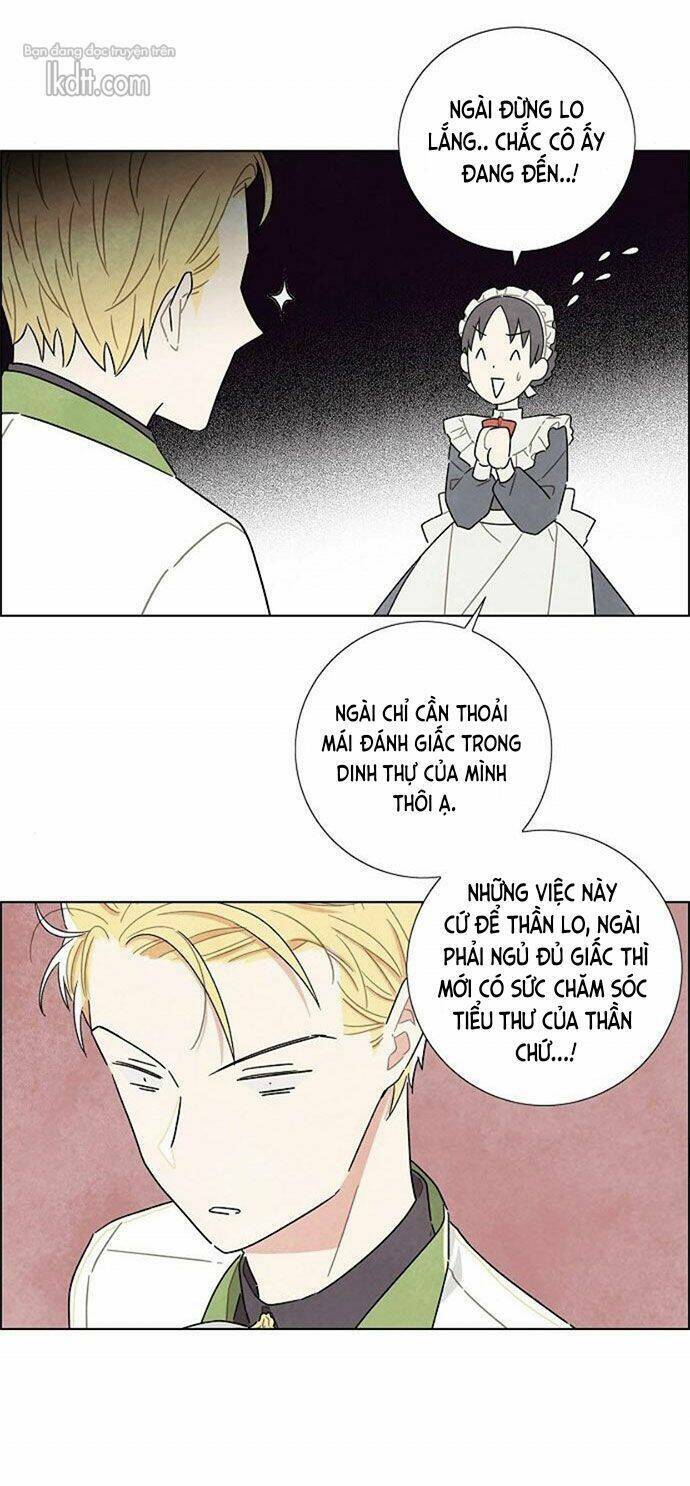 Bạn đang đọc truyện trên
lkdtt.com
NGÀI ĐỪNG LO
LẮNG.. CHẮC CÔ ẤY
ĐANG ĐẾN..!
NGÀI CHỈ CẦN THOẢI
MÁI ĐÁNH GIẤC TRONG
DINH THỰ CỦA MÌNH
THÔI Ạ.
NHỮNG VIỆC NÀY
CỨ ĐỂ THẦN LO, NGÀI
PHẢI NGỦ ĐỦ GIẤC THÌ
MỚI CÓ SỨC CHĂM SÓC
TIỂU THƯ CỦA THẦN
CHỨ...!